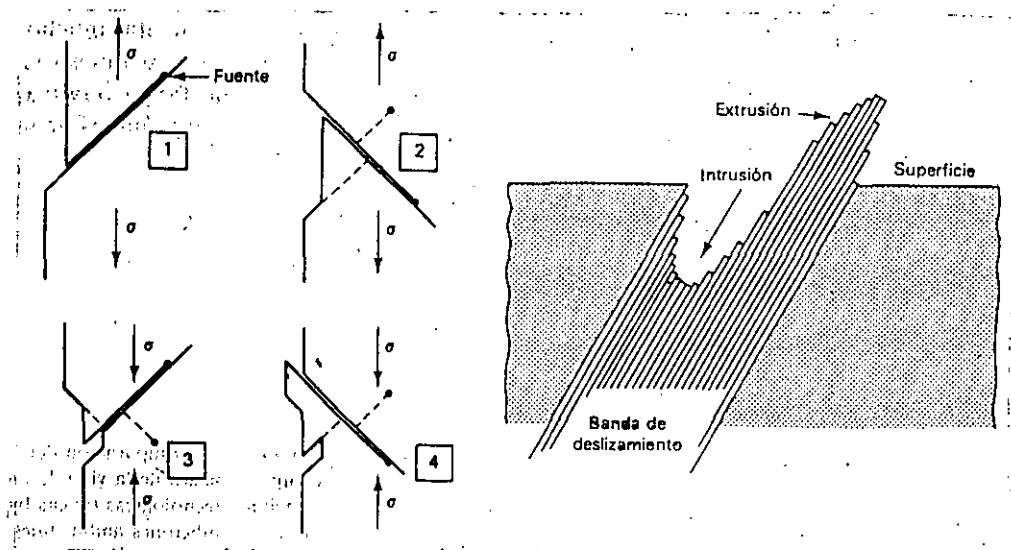 σ
Fuente
1
σ
σ
2
σ
σ
3
σ
σ
4
σ
Extrusión
Intrusión
Superficie
Banda de
deslizamiento